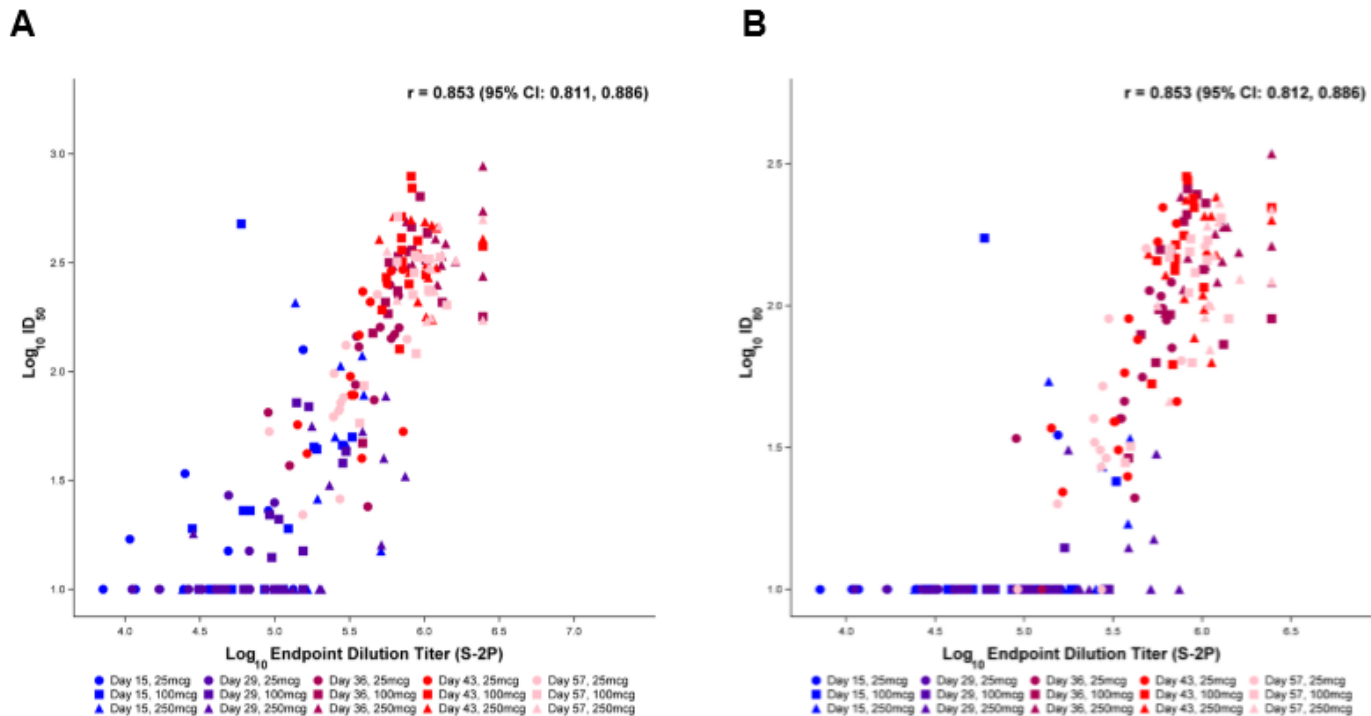 A
B
r = 0.853 (95% CI: 0.811, 0.886)
r = 0.853 (95% CI: 0.812, 0.886)
Log10 ID50
3.0
2.5
2.0
1.5
1.0
4.0 4.5 5.0 5.5 6.0 6.5 7.0
Log10 Endpoint Dilution Titer (S-2P)
Day 15, 25mcg Day 29, 25mcg Day 36, 25mcg Day 43, 25mcg Day 57, 25mcg
Day 15, 100mcg Day 29, 100mcg Day 36, 100mcg Day 43, 100mcg Day 57, 100mcg
Day 15, 250mcg Day 29, 250mcg Day 36, 250mcg Day 43, 250mcg Day 57, 250mcg
Log10 ID80
2.5
2.0
1.5
1.0
4.0 4.5 5.0 5.5 6.0 6.5
Log10 Endpoint Dilution Titer (S-2P)
Day 15, 25mcg Day 29, 25mcg Day 36, 25mcg Day 43, 25mcg Day 57, 25mcg
Day 15, 100mcg Day 29, 100mcg Day 36, 100mcg Day 43, 100mcg Day 57, 100mcg
Day 15, 250mcg Day 29, 250mcg Day 36, 250mcg Day 43, 250mcg Day 57, 250mcg